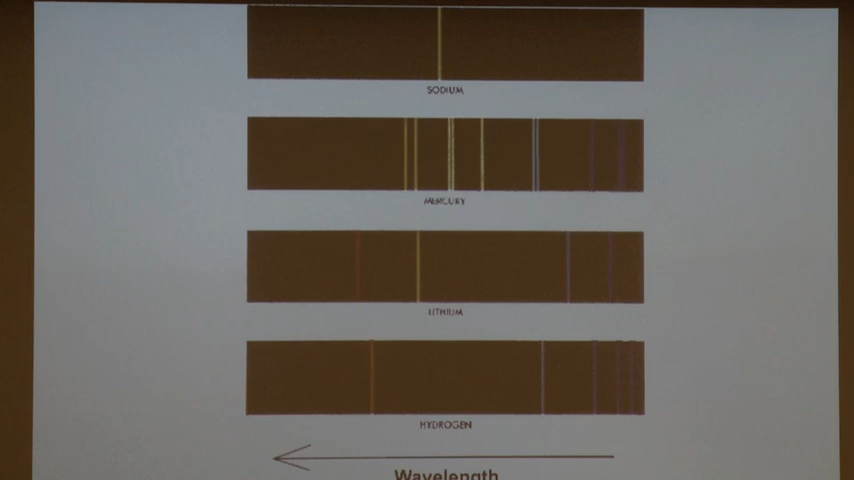 SODIUM
MERCURY
LITHIUM
HYDROGEN
Wavelength